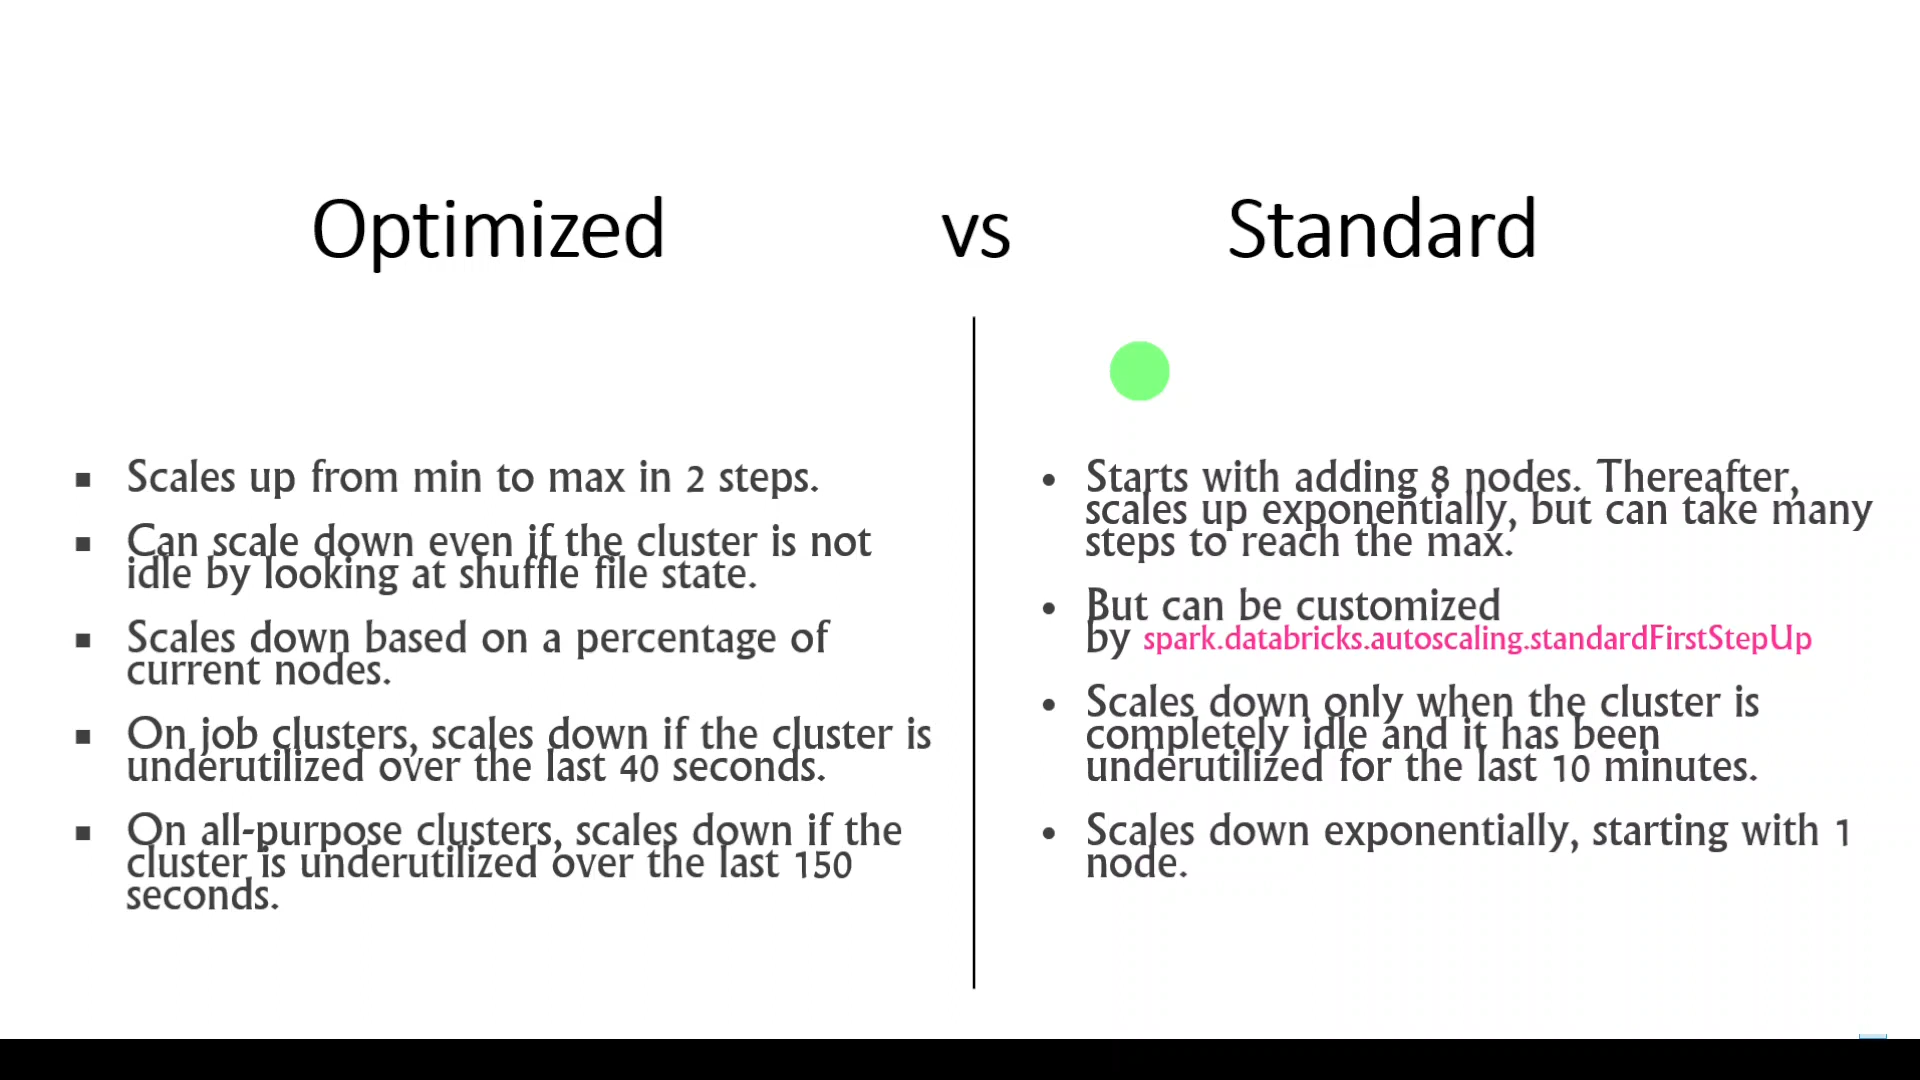 Optimized vs Standard
Scales up from min to max in 2 steps.
Can scale down even if the cluster is not
idle by looking at shuffle file state.
Scales down based on a percentage of
current nodes.
On job clusters, scales down if the cluster is
underutilized over the last 40 seconds.
On all-purpose clusters, scales down if the
cluster is underutilized over the last 150
seconds.
Starts with adding 8 nodes. Thereafter,
scales up exponentially, but can take many
steps to reach the max.
But can be customized
by spark.databricks.autoscaling.standardFirstStepUp
Scales down only when the cluster is
completely idle and it has been
underutilized for the last 10 minutes.
Scales down exponentially, starting with 1
node.